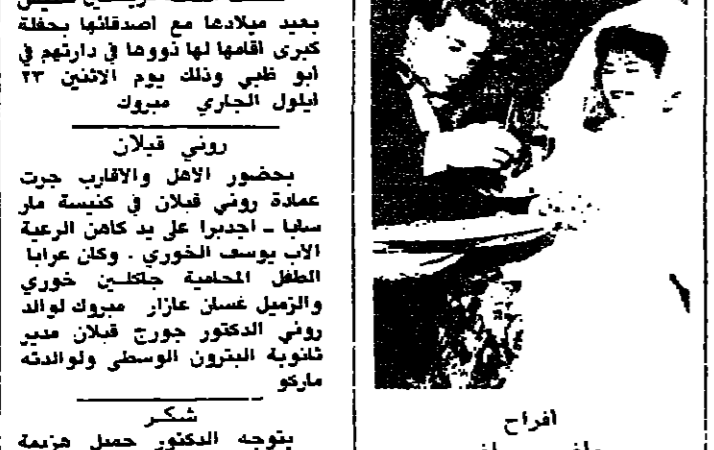 بعيد ميلادها مع اصدقائها بحفلة
كبرى اقامها لها ذووها في دارتهم في
ابو ظبي وذلك يوم الاثنين ٢٣
ايلول الجاري مبروك
روني قبلان
بحضور الاهل والاقارب جرت
عمادة روني قبلان في كنيسة مار
سابا - اجدبرا على يد كاهن الرعية
الاب يوسف الخوري . وكان عرابا
الطفل المحامية جاكلين خوري
والزميل غسان عازار مبروك لوالد
روني الدكتور جورج قبلان مدير
ثانوية البترون الوسطى ولوالدته
ماركو
شكر
يتوجه الدكتور جميل هزيمة
افراح